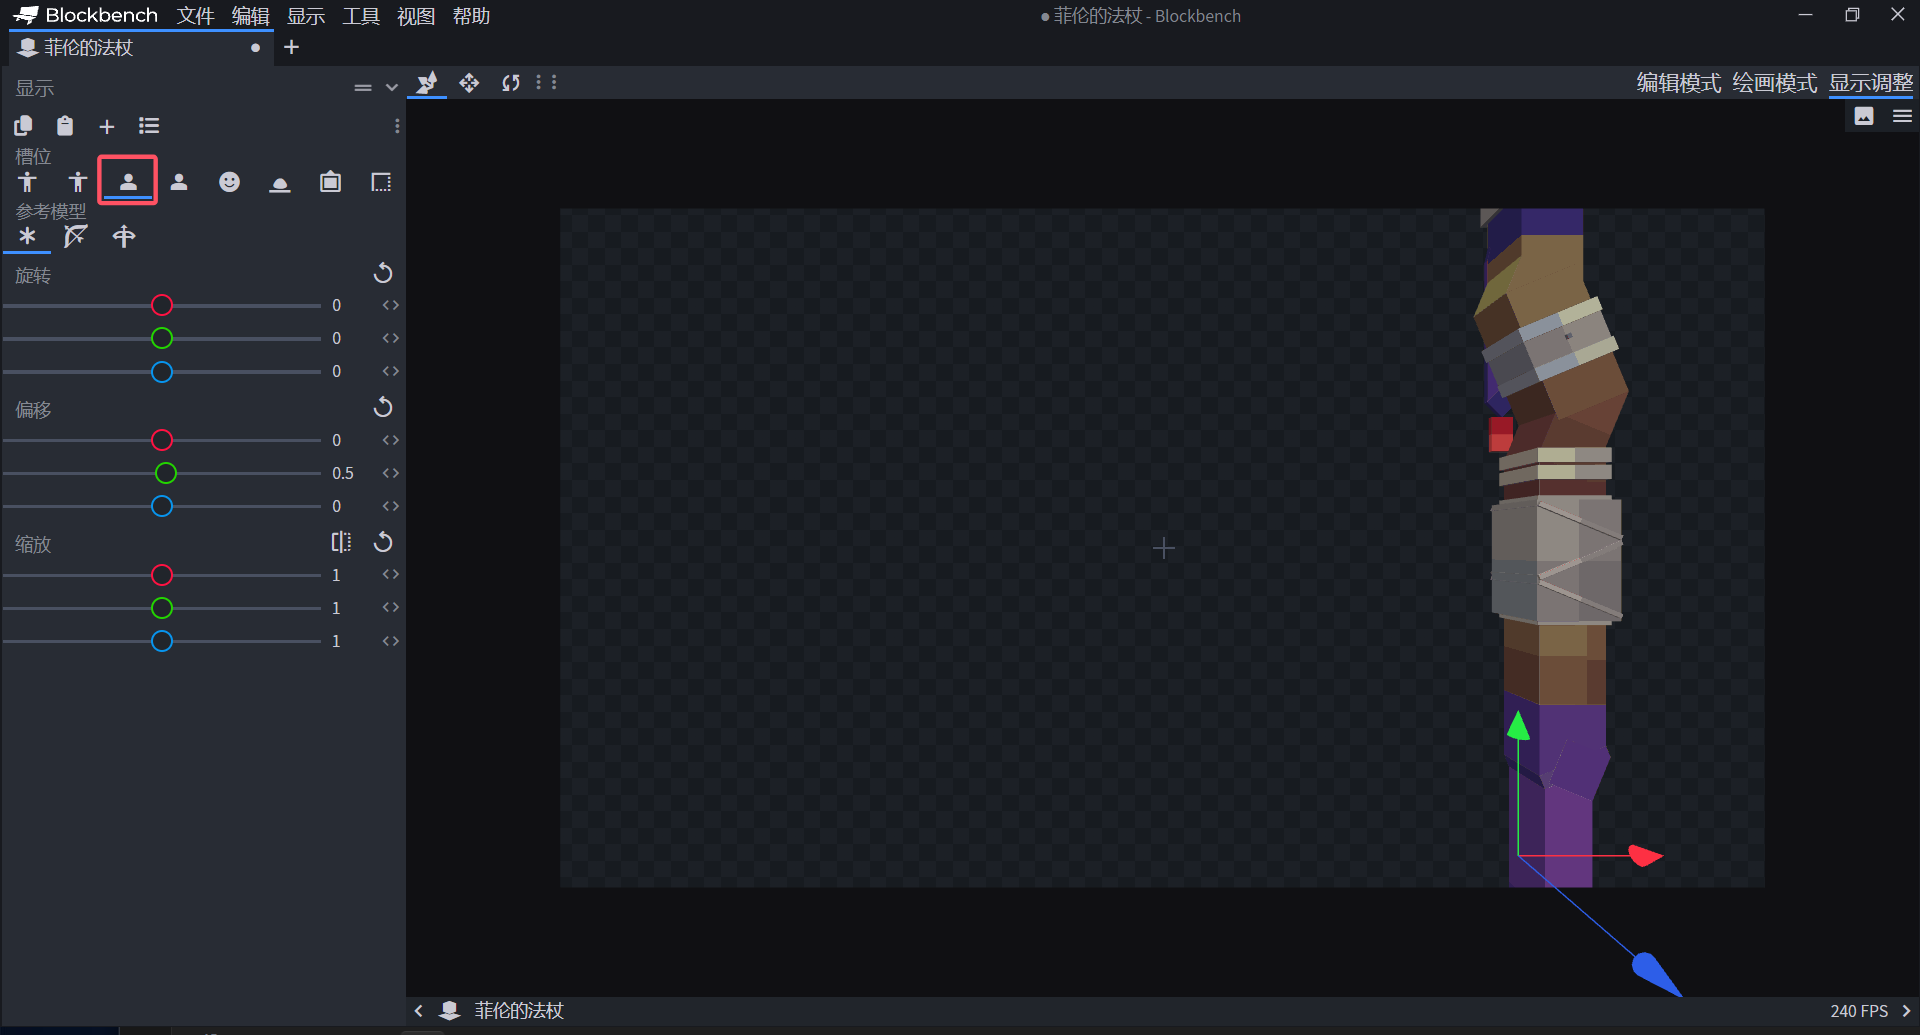 Blockbench 文件 编辑 显示 工具 视图 帮助
● 菲伦的法杖 - Blockbench
菲伦的法杖
显示
编辑模式 绘画模式 显示调整
槽位
参考模型
旋转
0
0
0
偏移
0
0.5
0
缩放
1
1
1
菲伦的法杖
240 FPS